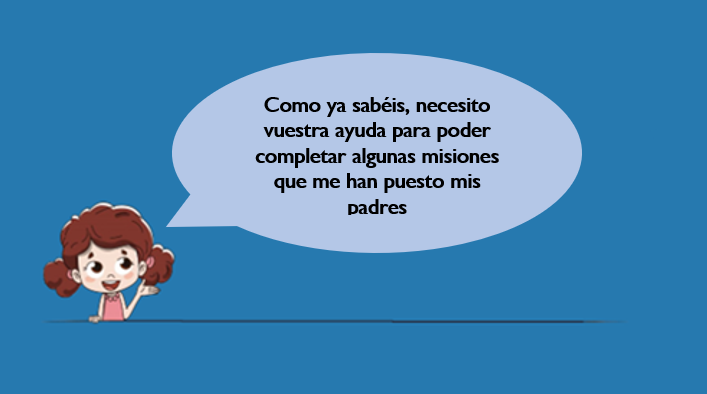 Como ya sabéis, necesito
vuestra ayuda para poder
completar algunas misiones
que me han puesto mis
padres